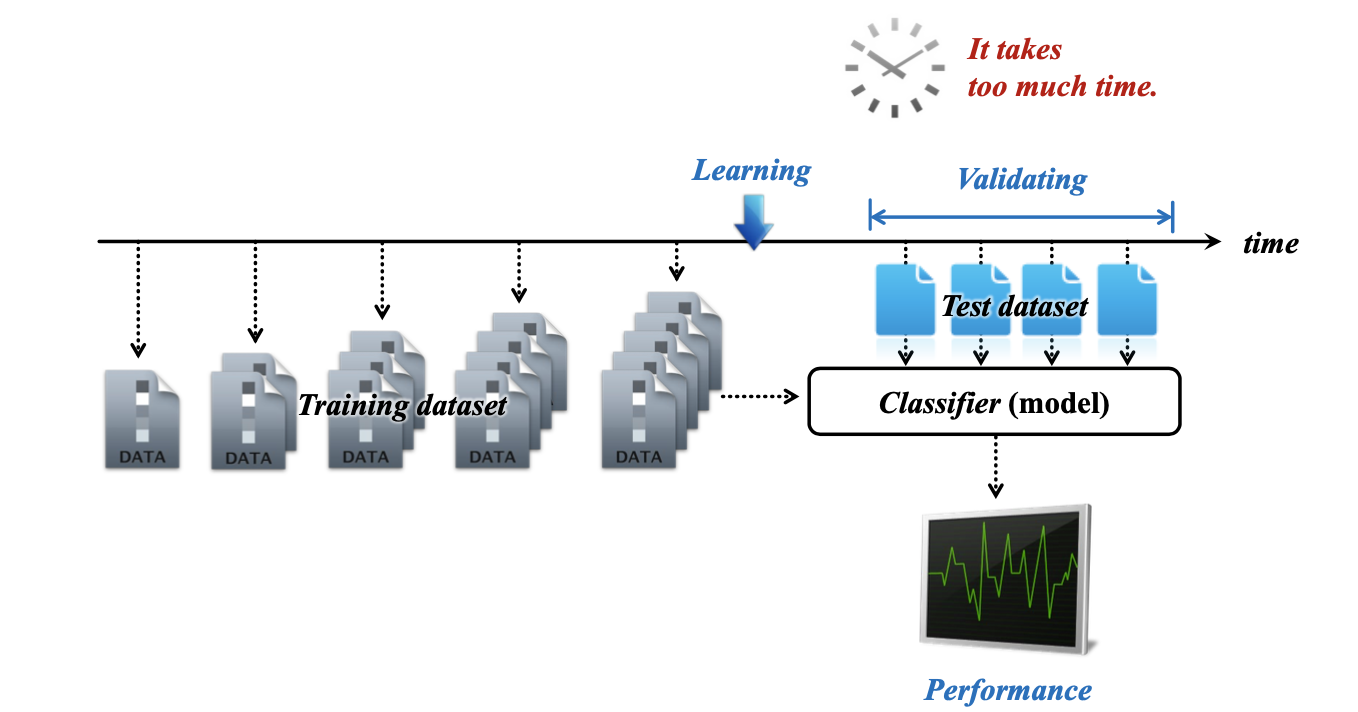 It takes
too much time.
Learning
Validating
time
Test dataset
Training dataset
DATA
DATA
DATA
DATA
DATA
Classifier (model)
Performance